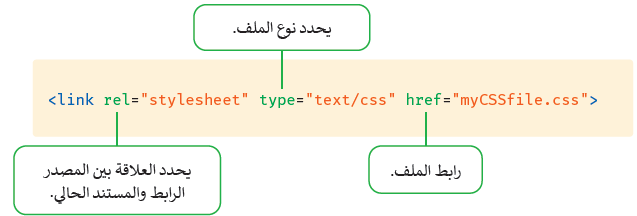 يحدد نوع الملف.
<link rel="stylesheet" type="text/css" href="myCSSfile.css">
يحدد العلاقة بين المصدر
الرابط والمستند الحالي.
رابط الملف.